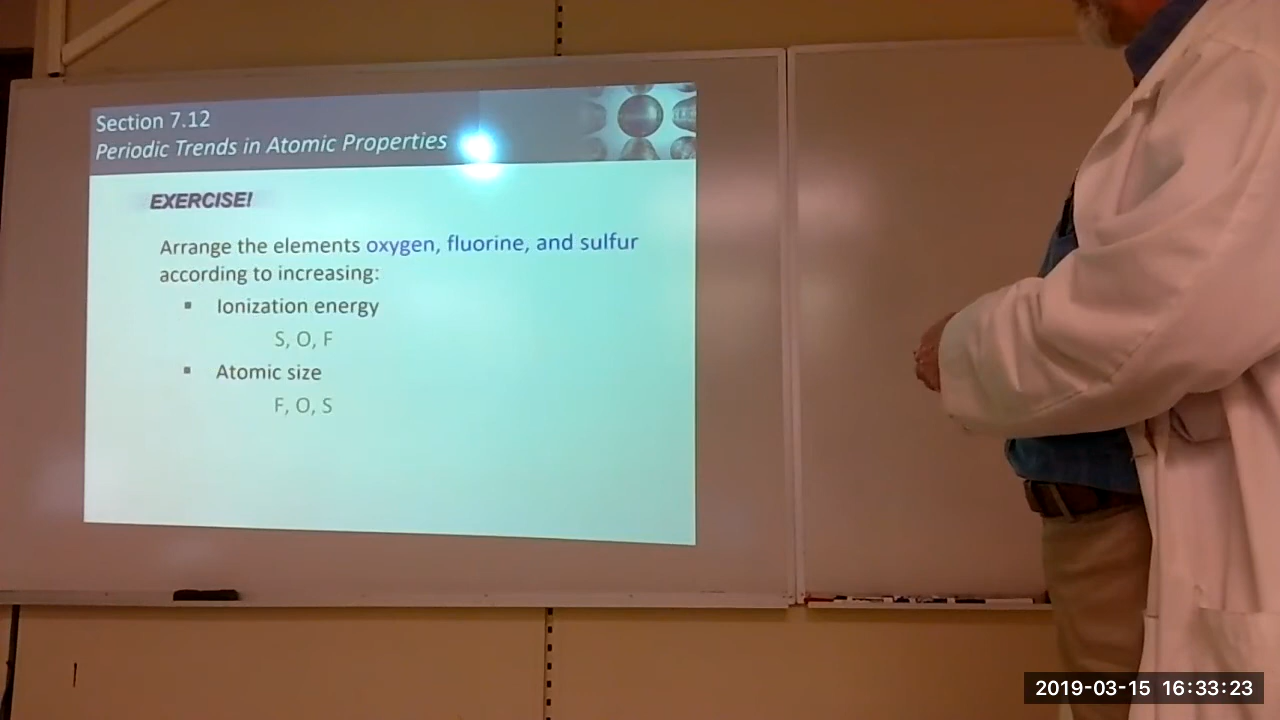 Section 7.12
Periodic Trends in Atomic Properties
EXERCISE!
Arrange the elements oxygen, fluorine, and sulfur
according to increasing:
▪ Ionization energy
S, O, F
▪ Atomic size
F, O, S
2019-03-15 16:33:23